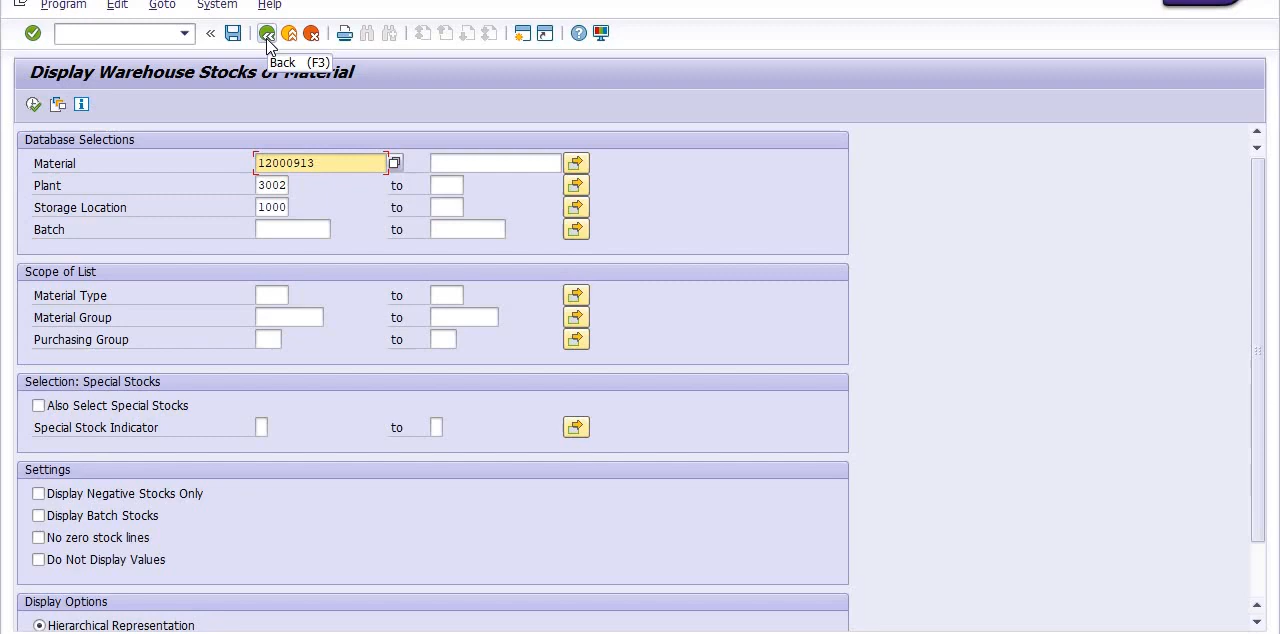 Program Edit Goto System Help
Back (F3)
Display Warehouse Stocks of Material
Database Selections
Material 12000913
Plant 3002 to
Storage Location 1000 to
Batch to
Scope of List
Material Type to
Material Group to
Purchasing Group to
Selection: Special Stocks
Also Select Special Stocks
Special Stock Indicator to
Settings
Display Negative Stocks Only
Display Batch Stocks
No zero stock lines
Do Not Display Values
Display Options
Hierarchical Representation